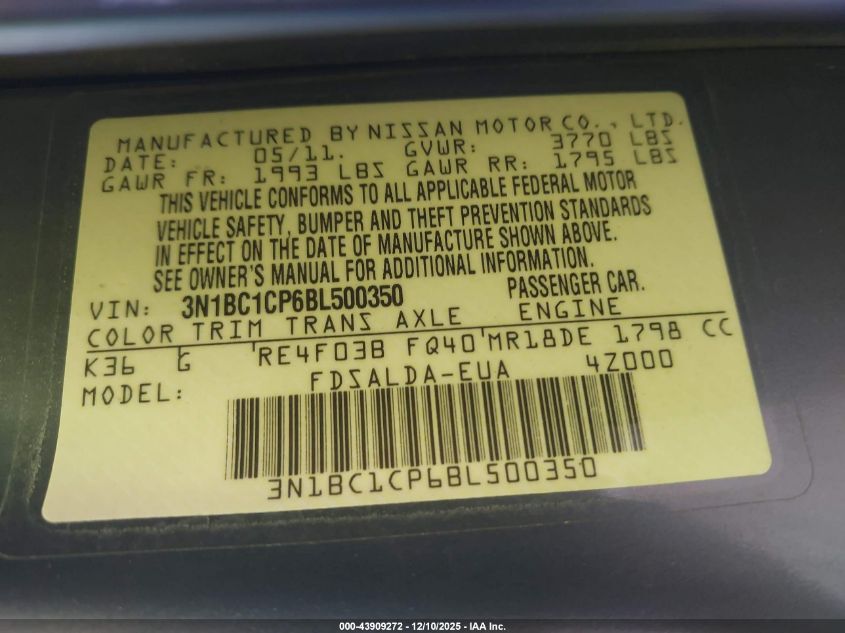 MANUFACTURED BY NISSAN MOTOR CO., LTD.
DATE: 05/11. GVWR: 3770 LBS
GAWR FR: 1993 LBS GAWR RR: 1795 LBS
THIS VEHICLE CONFORMS TO ALL APPLICABLE FEDERAL MOTOR
VEHICLE SAFETY, BUMPER AND THEFT PREVENTION STANDARDS
IN EFFECT ON THE DATE OF MANUFACTURE SHOWN ABOVE.
SEE OWNER'S MANUAL FOR ADDITIONAL INFORMATION.
VIN: 3N1BC1CP6BL500350 PASSENGER CAR.
COLOR TRIM TRANS AXLE ENGINE
K36 G RE4F03B FQ40 MR18DE 1798 CC
MODEL: FDSALDA-EUA 4Z000
3N1BC1CP6BL500350
000-43909272 - 12/10/2025 - IAA Inc.